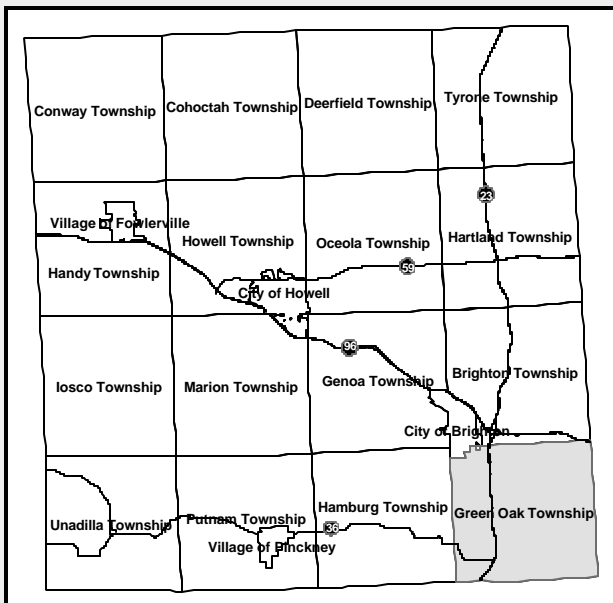 Conway Township
Cohoctah Township
Deerfield Township
Tyrone Township
23
Village of Fowlerville
Howell Township
Oceola Township
Hartland Township
Handy Township
59
City of Howell
96
Iosco Township
Marion Township
Genoa Township
Brighton Township
City of Brighton
Unadilla Township
Putnam Township
Hamburg Township
Green Oak Township
36
Village of Pinckney